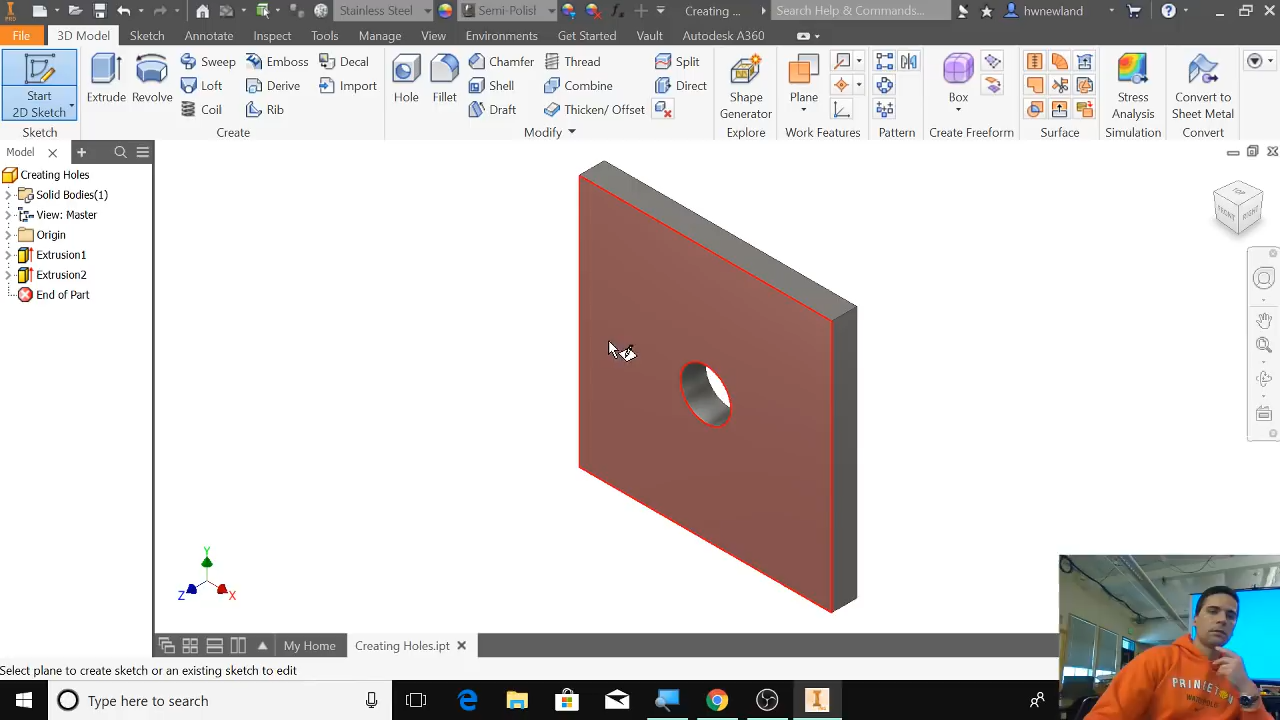 Stainless Steel
Semi-Polish
Creating ...
Search Help & Commands...
hwnewland
File
3D Model
Sketch
Annotate
Inspect
Tools
Manage
View
Environments
Get Started
Vault
Autodesk A360
Start
2D Sketch
Sketch
Extrude
Revolve
Sweep
Loft
Coil
Emboss
Derive
Rib
Decal
Import
Create
Hole
Fillet
Chamfer
Shell
Draft
Thread
Combine
Thicken/ Offset
Split
Direct
Modify
Shape
Generator
Explore
Plane
Work Features
Pattern
Box
Create Freeform
Surface
Stress
Analysis
Simulation
Convert to
Sheet Metal
Convert
Model
Creating Holes
Solid Bodies(1)
View: Master
Origin
Extrusion1
Extrusion2
End of Part
FRONT
RIGHT
Y
Z
X
My Home
Creating Holes.ipt
Select plane to create sketch or an existing sketch to edit
Type here to search
PRINCETON